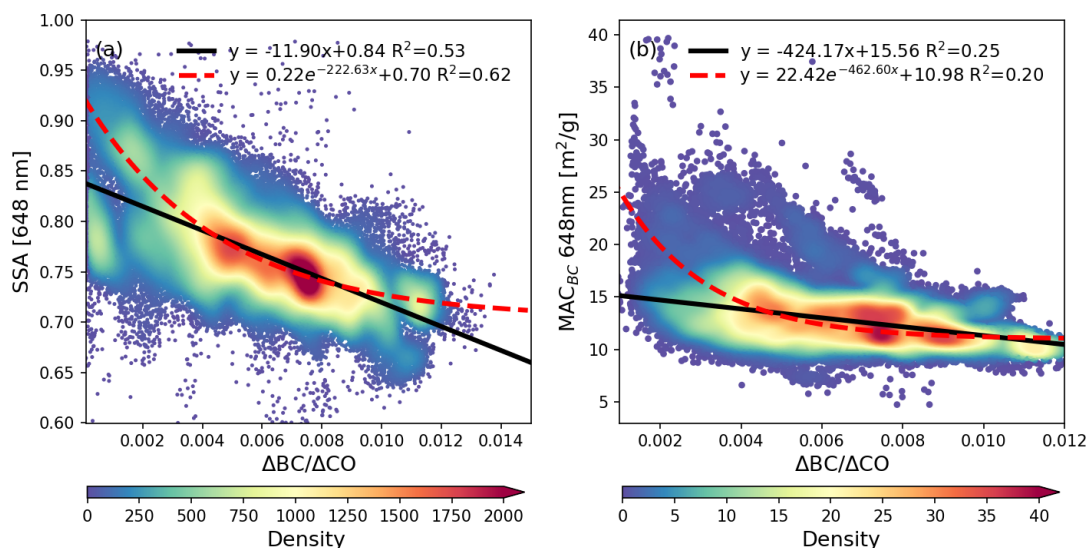 (a)
y = -11.90x+0.84 R²=0.53
y = 0.22e⁻²²²·⁶³ˣ+0.70 R²=0.62
SSA [648 nm]
1.00
0.95
0.90
0.85
0.80
0.75
0.70
0.65
0.60
0.002 0.004 0.006 0.008 0.010 0.012 0.014
ΔBC/ΔCO
0 250 500 750 1000 1250 1500 1750 2000
Density
(b)
y = -424.17x+15.56 R²=0.25
y = 22.42e⁻⁴⁶²·⁶⁰ˣ+10.98 R²=0.20
MAC_BC 648nm [m²/g]
40
35
30
25
20
15
10
5
0.002 0.004 0.006 0.008 0.010 0.012
ΔBC/ΔCO
0 5 10 15 20 25 30 35 40
Density